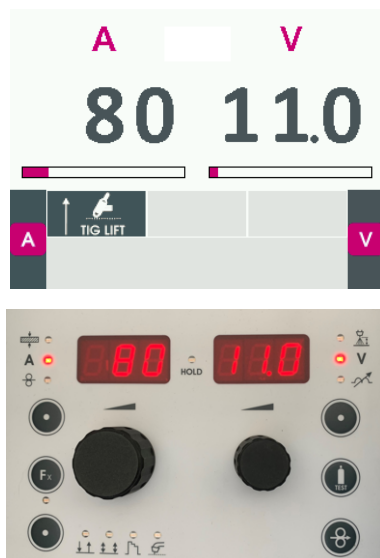 A V
80 11.0
TIG LIFT
A V
A 80 HOLD 11.0 V
Fx TEST